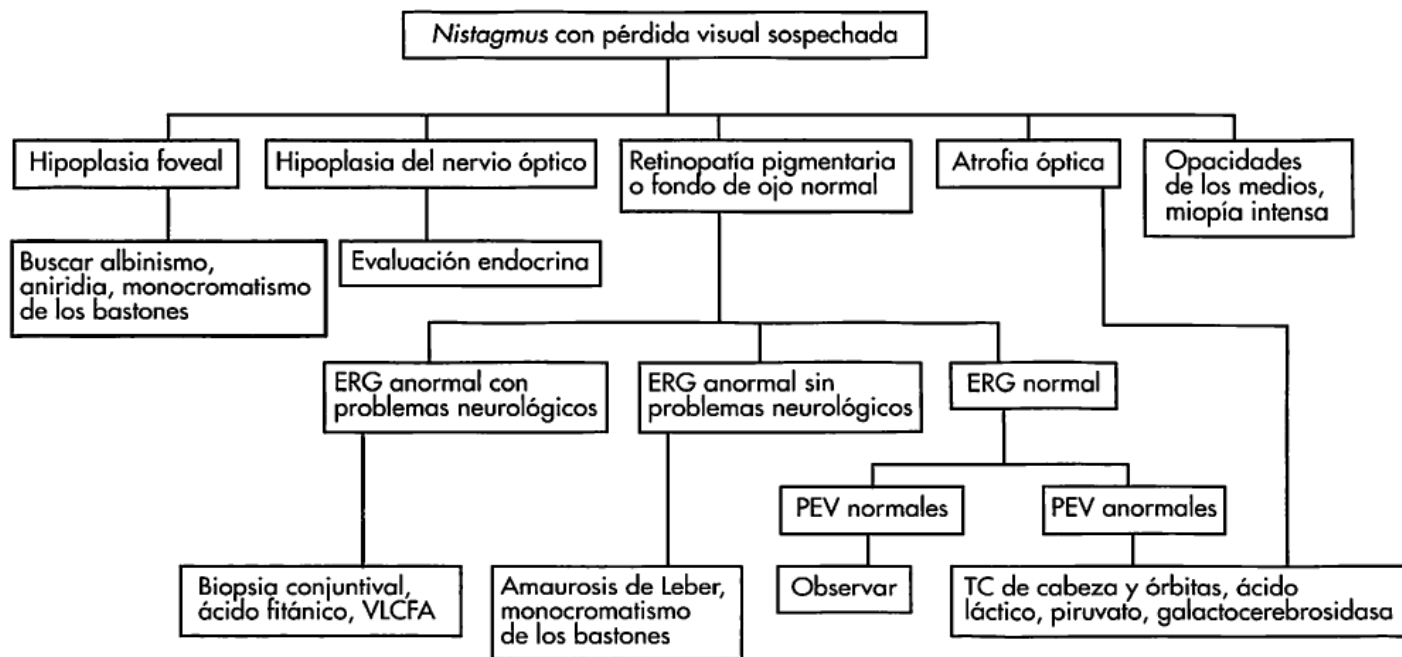 Nistagmus con pérdida visual sospechada
Hipoplasia foveal
Hipoplasia del nervio óptico
Retinopatía pigmentaria
o fondo de ojo normal
Atrofia óptica
Opacidades
de los medios,
miopía intensa
Buscar albinismo,
aniridia, monocromatismo
de los bastones
Evaluación endocrina
ERG anormal con
problemas neurológicos
ERG anormal sin
problemas neurológicos
ERG normal
PEV normales
PEV anormales
Biopsia conjuntival,
ácido fitánico, VLCFA
Amaurosis de Leber,
monocromatismo
de los bastones
Observar
TC de cabeza y órbitas, ácido
láctico, piruvato, galactocerebrosidasa